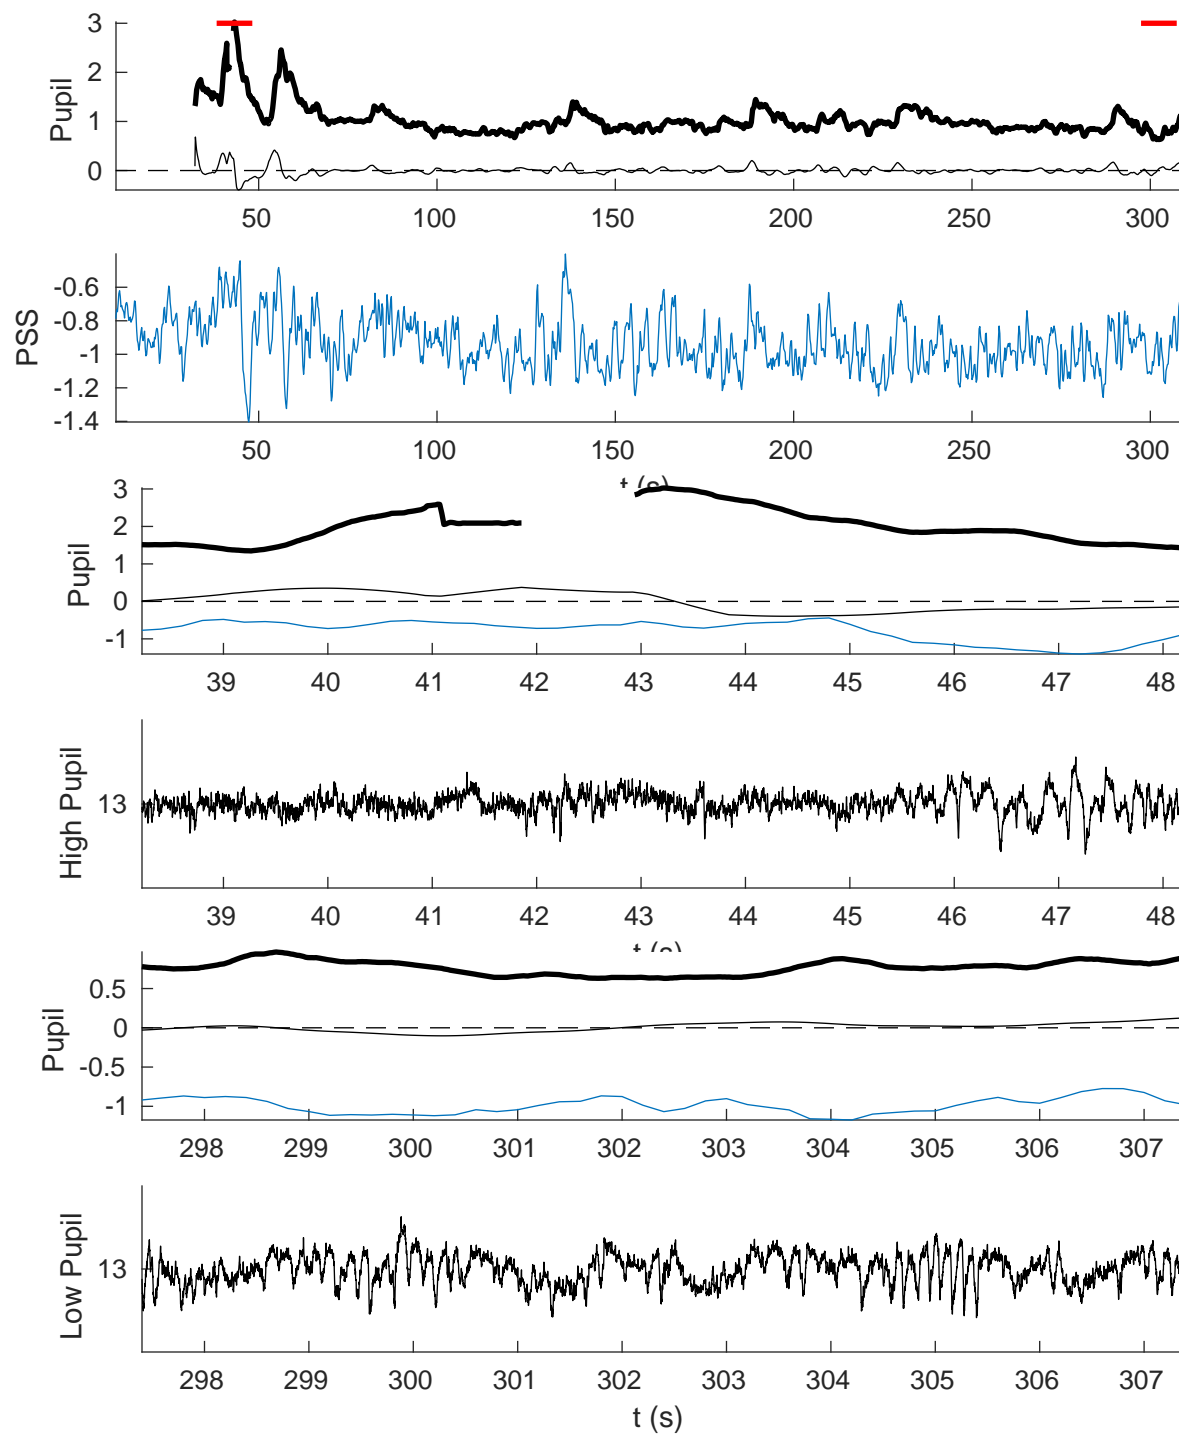 Pupil
3
2
1
0
50 100 150 200 250 300
PSS
-0.6
-0.8
-1
-1.2
-1.4
50 100 150 200 250 300
t (s)
Pupil
3
2
1
0
-1
39 40 41 42 43 44 45 46 47 48
High Pupil
13
39 40 41 42 43 44 45 46 47 48
t (s)
Pupil
0.5
0
-0.5
-1
298 299 300 301 302 303 304 305 306 307
Low Pupil
13
298 299 300 301 302 303 304 305 306 307
t (s)